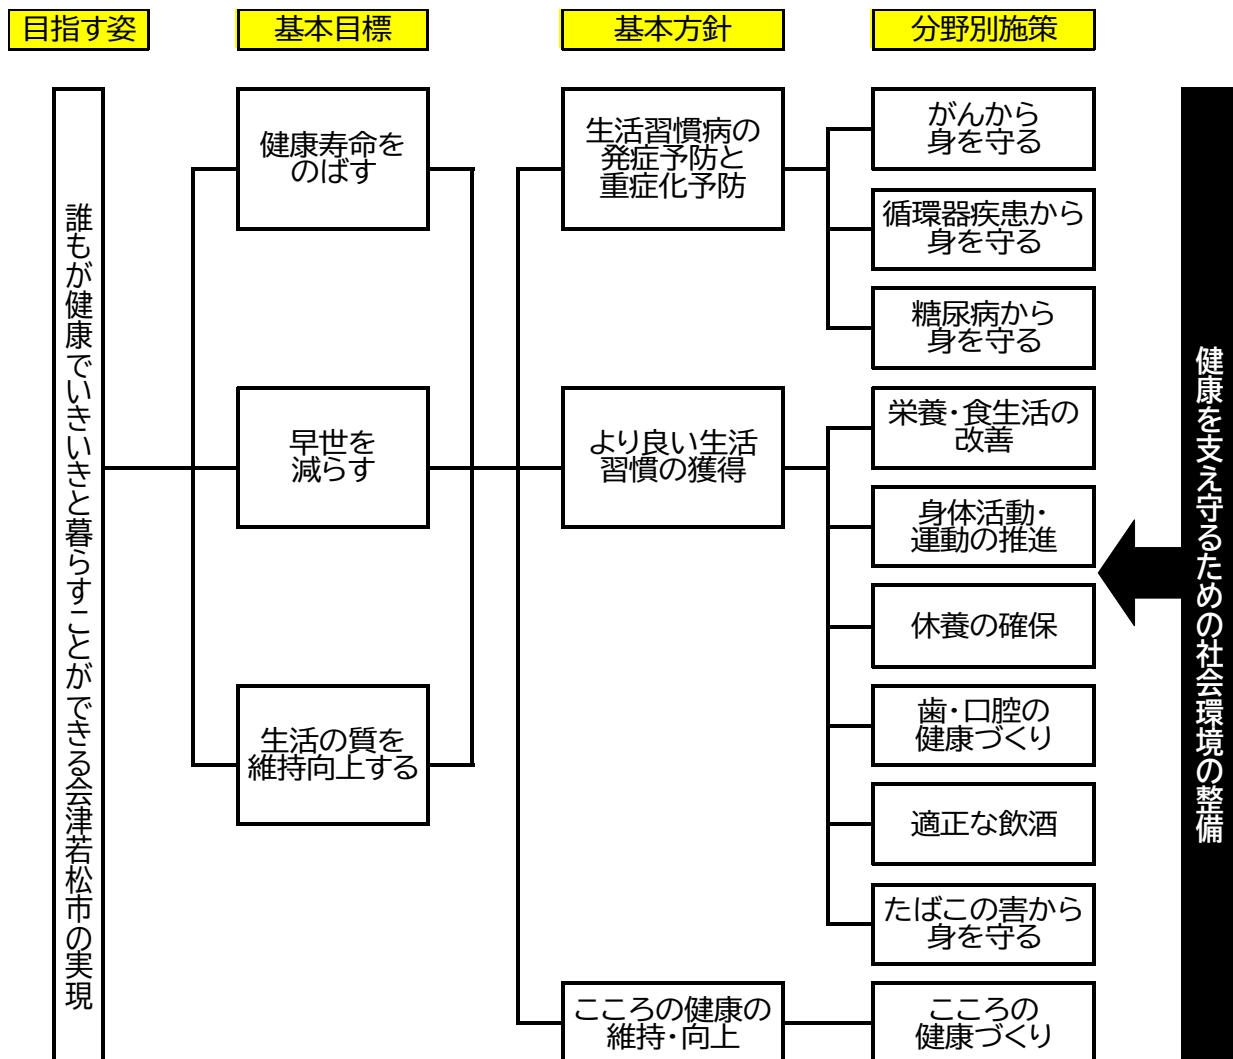 目指す姿
基本目標
基本方針
分野別施策
誰もが健康でいきいきと暮らすことができる会津若松市の実現
健康寿命を
のばす
早世を
減らす
生活の質を
維持向上する
生活習慣病の
発症予防と
重症化予防
がんから
身を守る
循環器疾患から
身を守る
糖尿病から
身を守る
より良い生活
習慣の獲得
栄養・食生活の
改善
身体活動・
運動の推進
休養の確保
歯・口腔の
健康づくり
適正な飲酒
たばこの害から
身を守る
こころの健康の
維持・向上
こころの
健康づくり
健康を支え守るための社会環境の整備